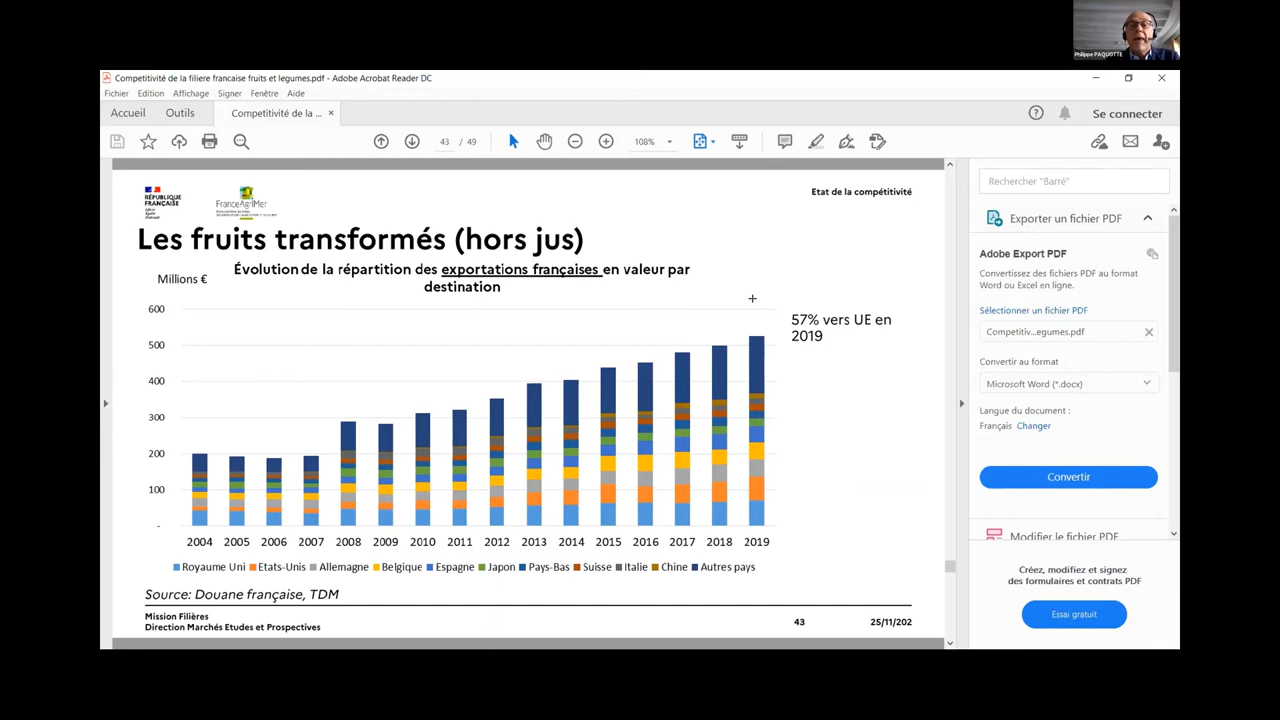 Philippe PAQUOTTE
Competitivité de la filiere francaise fruits et legumes.pdf - Adobe Acrobat Reader DC
Fichier Edition Affichage Signer Fenêtre Aide
Accueil Outils Competitivité de la ... × Se connecter
43 / 49 108%
Rechercher "Barré"
Exporter un fichier PDF
Adobe Export PDF
Convertissez des fichiers PDF au format
Word ou Excel en ligne.
Sélectionner un fichier PDF
Competitiv...egumes.pdf
Convertir au format
Microsoft Word (*.docx)
Langue du document :
Français Changer
Convertir
Modifier le fichier PDF
Créez, modifiez et signez
des formulaires et contrats PDF
Essai gratuit
RÉPUBLIQUE
FRANÇAISE
Liberté
Égalité
Fraternité
FranceAgriMer
Etat de la compétitivité
Les fruits transformés (hors jus)
Millions €
Évolution de la répartition des exportations françaises en valeur par
destination
57% vers UE en
2019
600
500
400
300
200
100
-
2004 2005 2006 2007 2008 2009 2010 2011 2012 2013 2014 2015 2016 2017 2018 2019
Royaume Uni Etats-Unis Allemagne Belgique Espagne Japon Pays-Bas Suisse Italie Chine Autres pays
Source: Douane française, TDM
Mission Filières
Direction Marchés Etudes et Prospectives
43 25/11/202